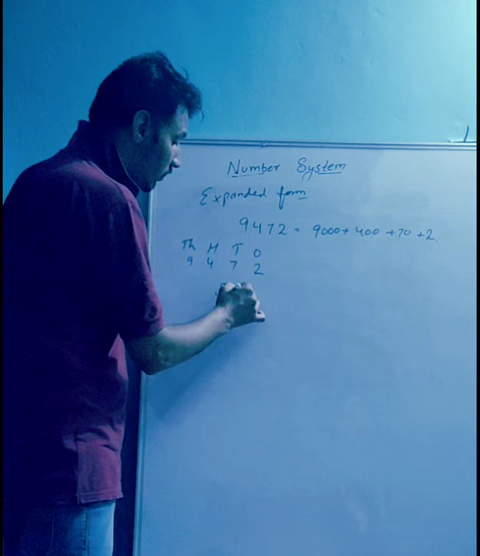 Number System
Expanded form
9472 = 9000+400+70+2
Th H T O
9 4 7 2